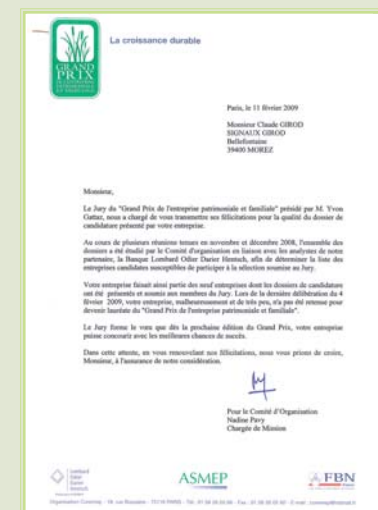 La croissance durable
GRAND
PRIX
Paris, le 11 février 2009
Monsieur Claude GIROD
SIGNAUX GIROD
Bellefontaine
39400 MOREZ
Monsieur,
Le Jury du "Grand Prix de l'entreprise patrimoniale et familiale" présidé par M. Yvon
Gattaz, nous a chargé de vous transmettre ses félicitations pour la qualité du dossier de
candidature présenté par votre entreprise.
Au cours de plusieurs réunions tenues en novembre et décembre 2008, l'ensemble des
dossiers a été étudié par le Comité d'organisation en liaison avec les analystes de notre
partenaire, la Banque Lombard Odier Darier Hentsch, afin de déterminer la liste des
entreprises candidates susceptibles de participer à la sélection soumise au Jury.
Votre entreprise faisait ainsi partie des neuf entreprises dont les dossiers de candidature
ont été présentés et soumis aux membres du Jury. Lors de la dernière délibération du 4
février 2009, votre entreprise, malheureusement et de très peu, n'a pas été retenue pour
devenir lauréate du "Grand Prix de l'entreprise patrimoniale et familiale".
Le Jury forme le vœu que dès la prochaine édition du Grand Prix, votre entreprise
puisse concourir avec les meilleures chances de succès.
Dans cette attente, en vous renouvelant nos félicitations, nous vous prions de croire,
Monsieur, à l'assurance de notre considération.
Pour le Comité d'Organisation
Nadine Pavy
Chargée de Mission
Lombard
Odier
Darier
Hentsch
ASMEP
FBN